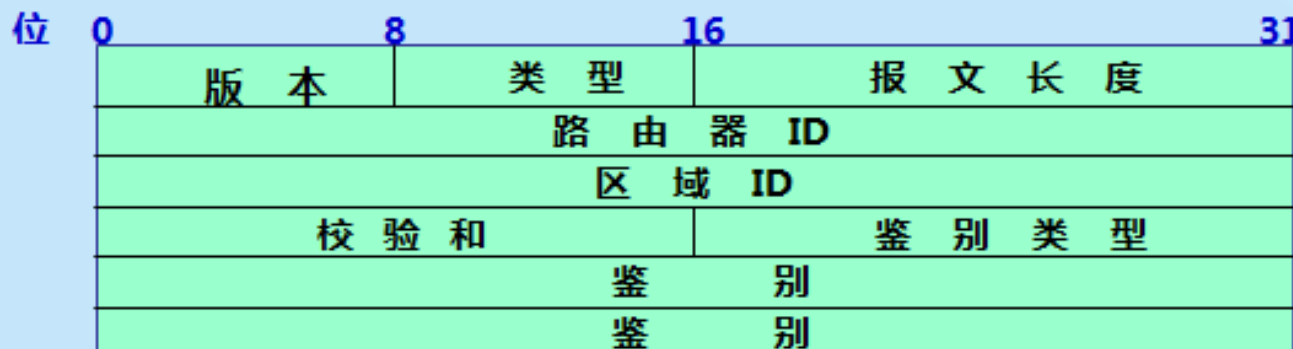 位 0 8 16 31
版 本 类 型 报 文 长 度
路 由 器 ID
区 域 ID
校 验 和 鉴 别 类 型
鉴 别
鉴 别